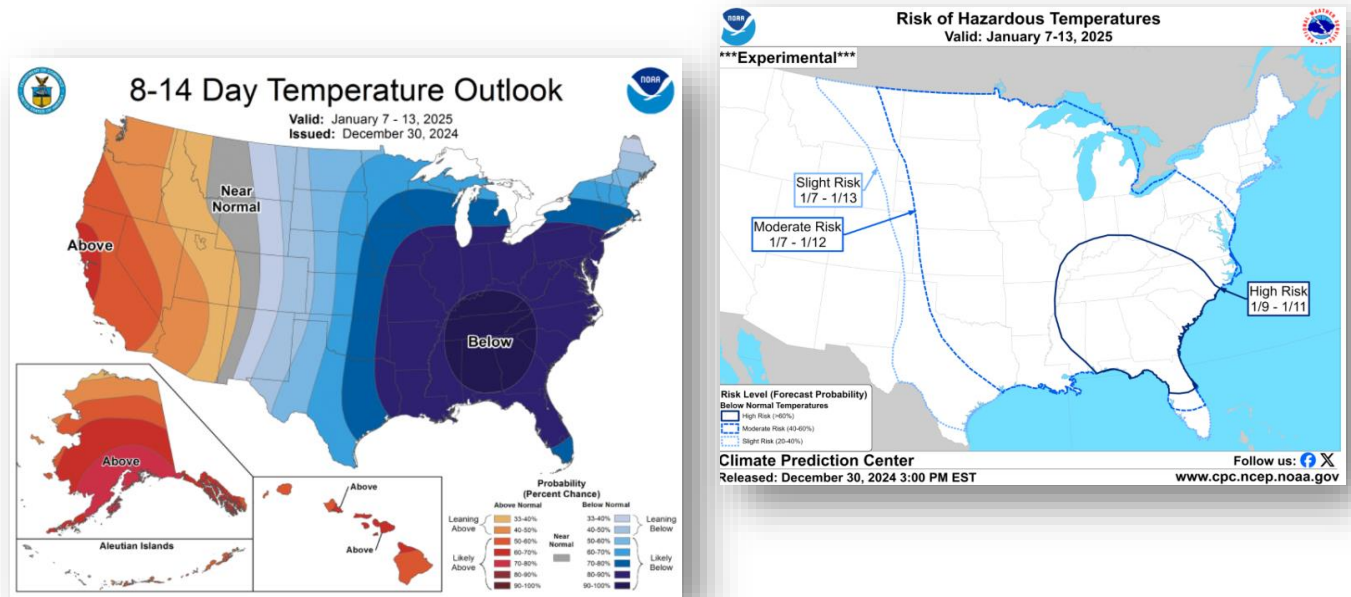 8-14 Day Temperature Outlook
Valid: January 7 - 13, 2025
Issued: December 30, 2024
NOAA
Near
Normal
Above
Below
Above
Aleutian Islands
Above
Above
Probability
(Percent Chance)
Above Normal
Below Normal
Leaning
Above
33-40%
40-50%
Likely
Above
50-60%
60-70%
70-80%
80-90%
90-100%
Near
Normal
33-40%
40-50%
Leaning
Below
50-60%
60-70%
70-80%
80-90%
90-100%
Likely
Below
NOAA
Risk of Hazardous Temperatures
Valid: January 7-13, 2025
***Experimental***
Slight Risk
1/7 - 1/13
Moderate Risk
1/7 - 1/12
High Risk
1/9 - 1/11
Risk Level (Forecast Probability)
Below Normal Temperatures
High Risk (>60%)
Moderate Risk (40-60%)
Slight Risk (20-40%)
Climate Prediction Center
Released: December 30, 2024 3:00 PM EST
Follow us:
www.cpc.ncep.noaa.gov